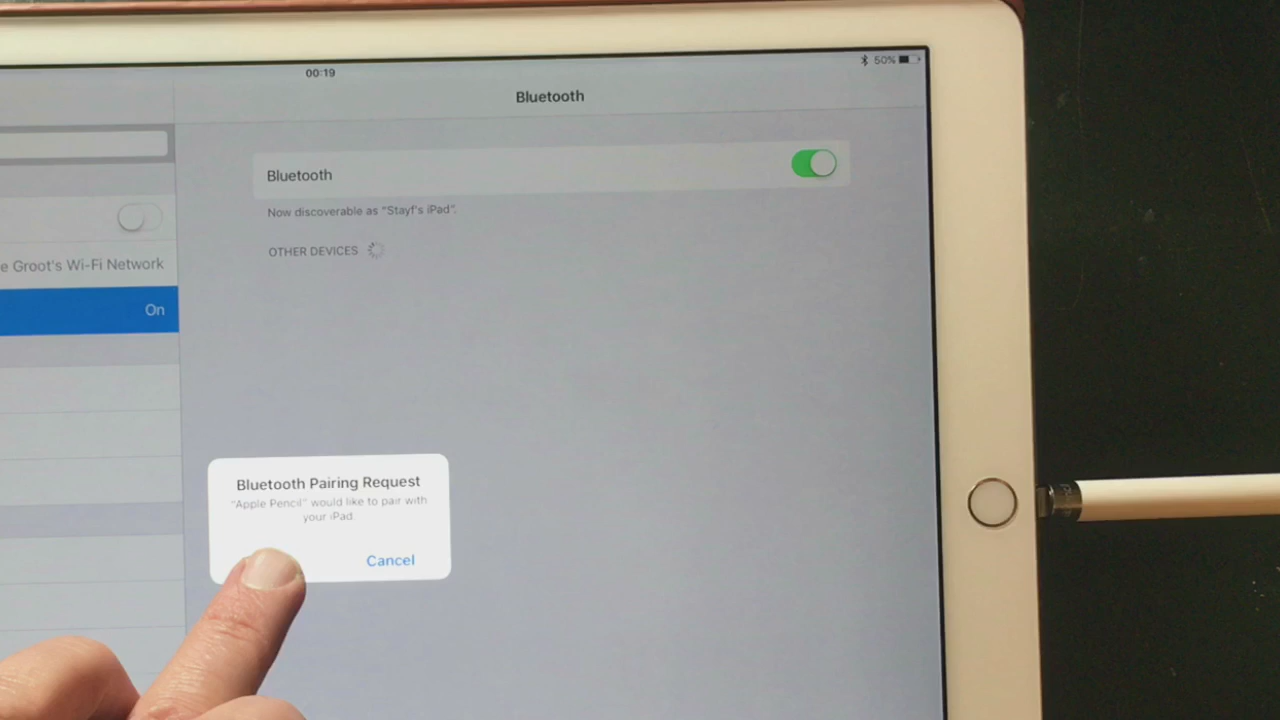 00:19
50%
Bluetooth
Bluetooth
Now discoverable as “Stayf's iPad”.
OTHER DEVICES
e Groot's Wi-Fi Network
On
Bluetooth Pairing Request
“Apple Pencil” would like to pair with
your iPad.
Cancel